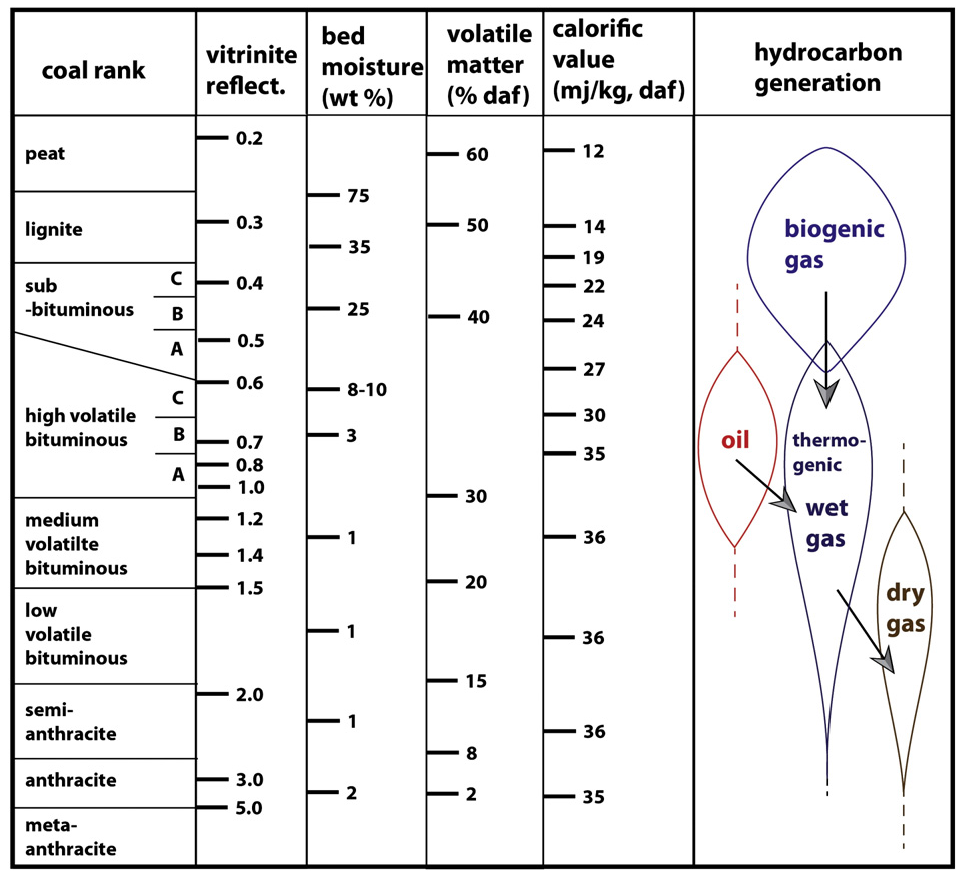 coal rank
vitrinite
reflect.
bed
moisture
(wt %)
volatile
matter
(% daf)
calorific
value
(mj/kg, daf)
hydrocarbon
generation
peat
lignite
sub
-bituminous
C
B
A
high volatile
bituminous
C
B
A
medium
volatilte
bituminous
low
volatile
bituminous
semi-
anthracite
anthracite
meta-
anthracite
0.2
0.3
0.4
0.5
0.6
0.7
0.8
1.0
1.2
1.4
1.5
2.0
3.0
5.0
75
35
25
8-10
3
1
1
1
2
60
50
40
30
20
15
8
2
12
14
19
22
24
27
30
35
36
36
36
35
biogenic
gas
oil
thermo-
genic
wet
gas
dry
gas